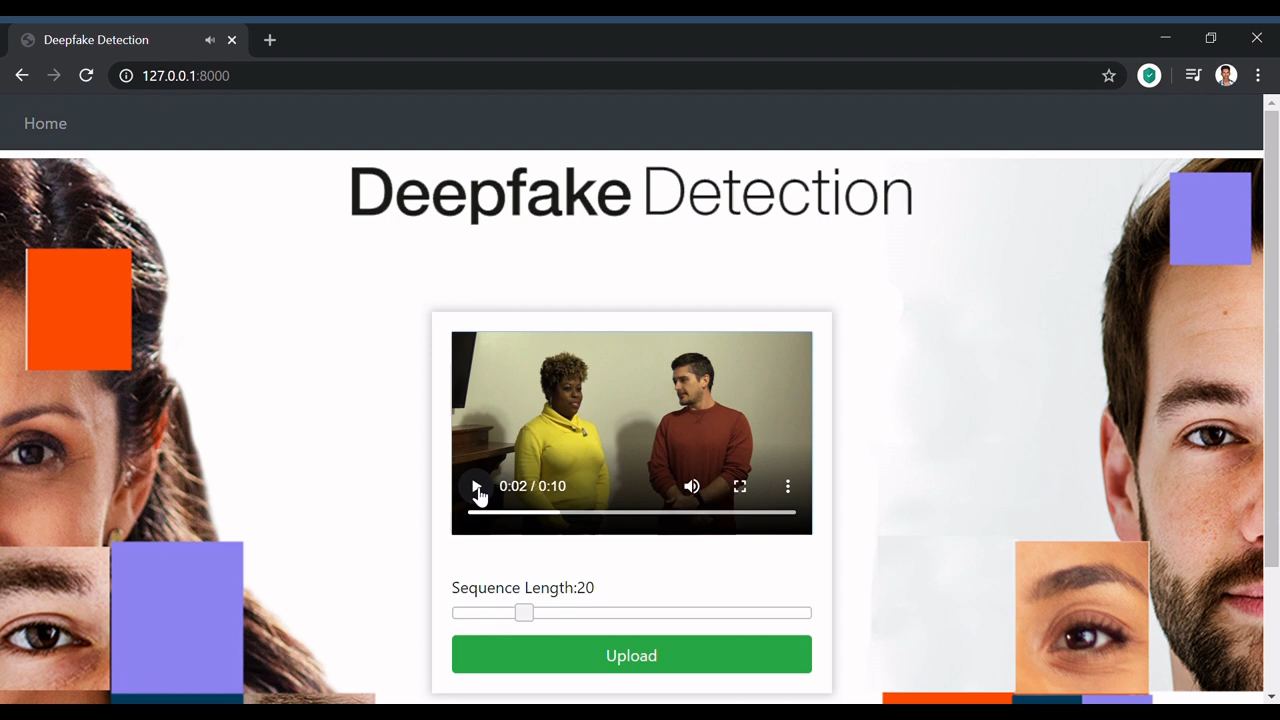 Deepfake Detection
127.0.0.1:8000
Home
Deepfake Detection
0:02 / 0:10
Sequence Length:20
Upload